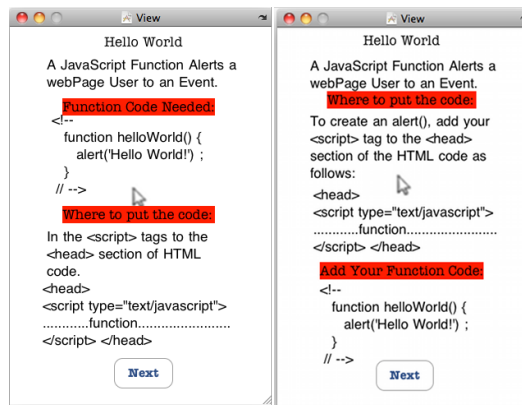 View
Hello World
A JavaScript Function Alerts a
webPage User to an Event.
Function Code Needed:
<!--
function helloWorld() {
alert('Hello World!') ;
}
// -->
Where to put the code:
In the <script> tags to the
<head> section of HTML
code.
<head>
<script type="text/javascript">
............function........................
</script> </head>
Next
View
Hello World
A JavaScript Function Alerts a
webPage User to an Event.
Where to put the code:
To create an alert(), add your
<script> tag to the <head>
section of the HTML code as
follows:
<head>
<script type="text/javascript">
............function........................
</script> </head>
Add Your Function Code:
<!--
function helloWorld() {
alert('Hello World!') ;
}
// -->
Next